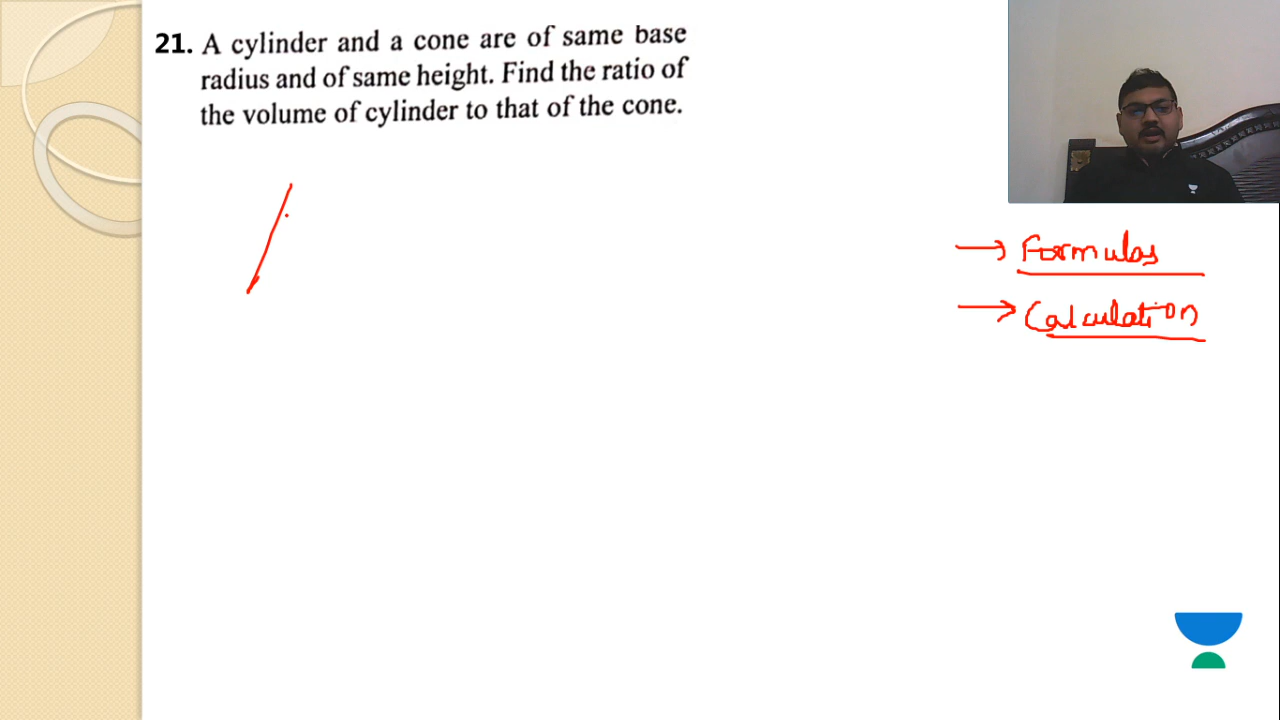 21. A cylinder and a cone are of same base
radius and of same height. Find the ratio of
the volume of cylinder to that of the cone.
→ Formulas
→ Calculation